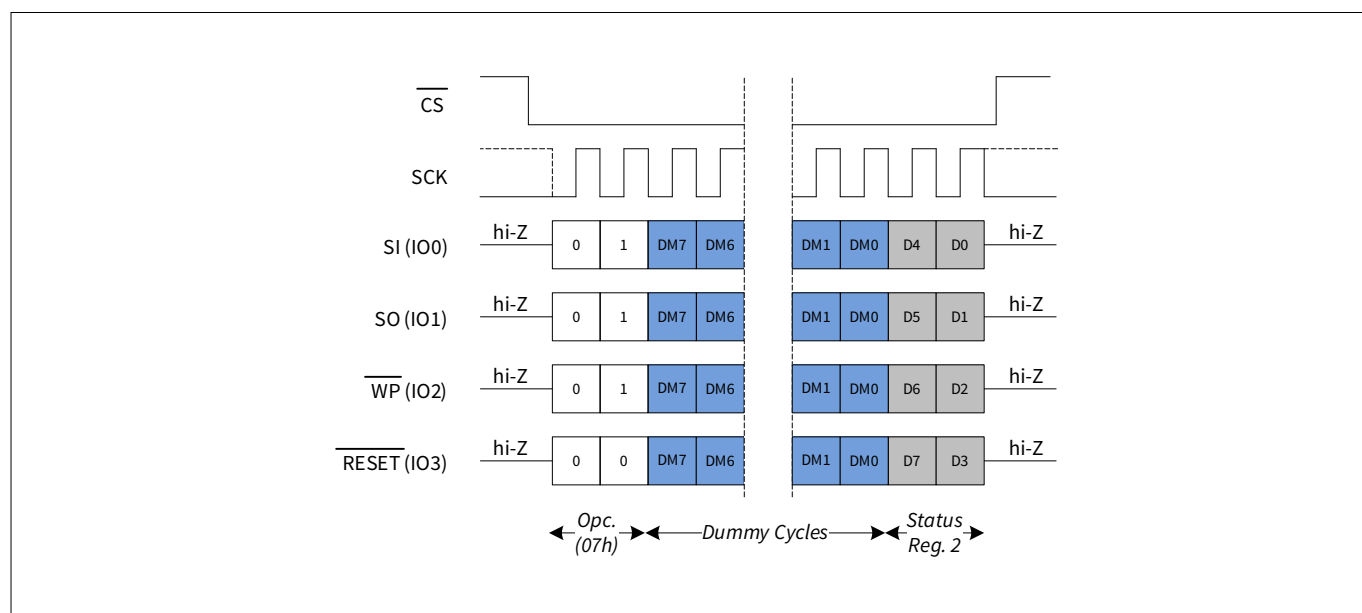 CS
SCK
SI (IO0) hi-Z 0 1 DM7 DM6 DM1 DM0 D4 D0 hi-Z
SO (IO1) hi-Z 0 1 DM7 DM6 DM1 DM0 D5 D1 hi-Z
WP (IO2) hi-Z 0 1 DM7 DM6 DM1 DM0 D6 D2 hi-Z
RESET (IO3) hi-Z 0 0 DM7 DM6 DM1 DM0 D7 D3 hi-Z
Opc. (07h) Dummy Cycles Status Reg. 2